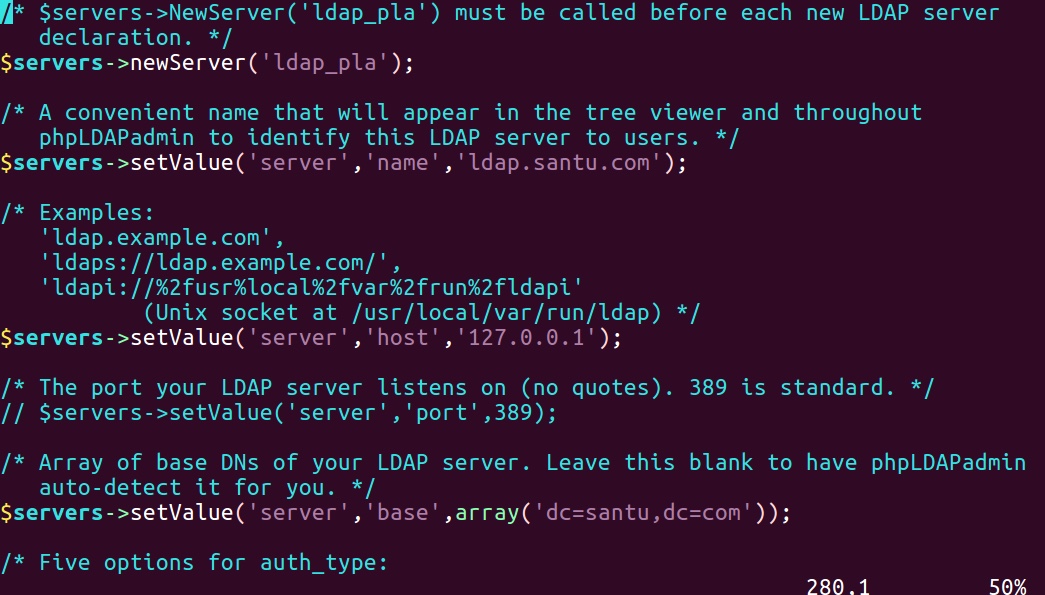 /* $servers->NewServer('ldap_pla') must be called before each new LDAP server
   declaration. */
$servers->newServer('ldap_pla');

/* A convenient name that will appear in the tree viewer and throughout
   phpLDAPadmin to identify this LDAP server to users. */
$servers->setValue('server','name','ldap.santu.com');

/* Examples:
   'ldap.example.com',
   'ldaps://ldap.example.com/',
   'ldapi://%2fusr%local%2fvar%2frun%2fldapi'
           (Unix socket at /usr/local/var/run/ldap) */
$servers->setValue('server','host','127.0.0.1');

/* The port your LDAP server listens on (no quotes). 389 is standard. */
// $servers->setValue('server','port',389);

/* Array of base DNs of your LDAP server. Leave this blank to have phpLDAPadmin
   auto-detect it for you. */
$servers->setValue('server','base',array('dc=santu,dc=com'));

/* Five options for auth_type:
280,1 50%